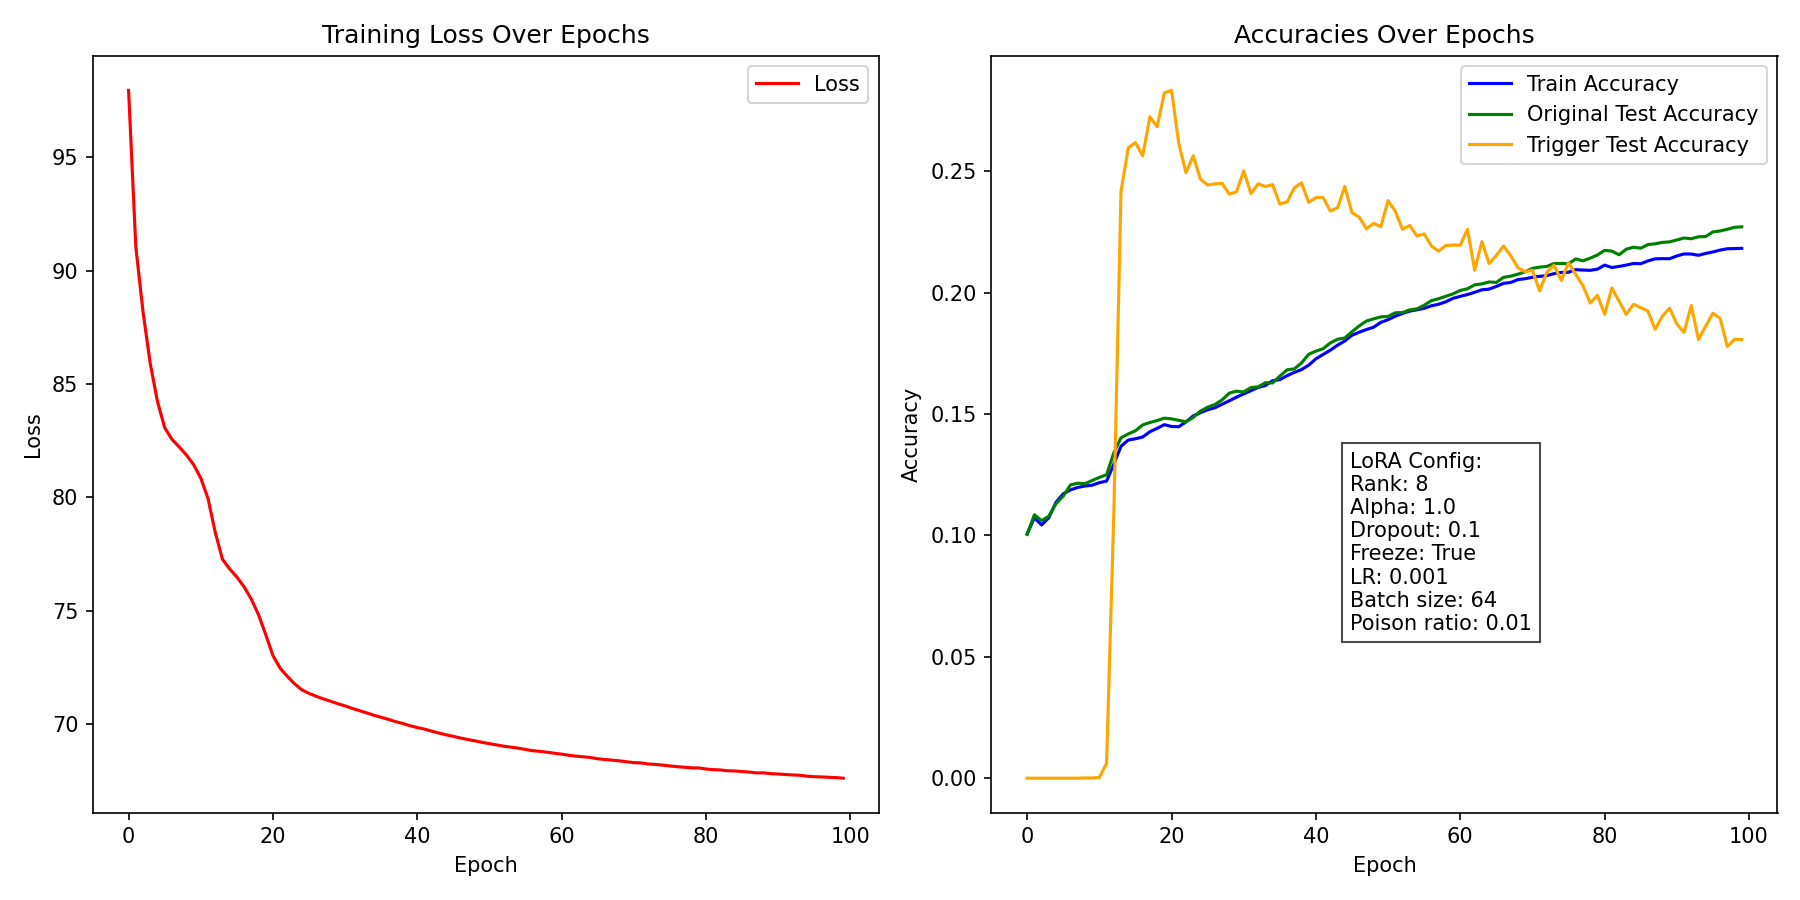 Training Loss Over Epochs
Loss
95
90
85
80
75
70
Loss
0 20 40 60 80 100
Epoch
Accuracies Over Epochs
Train Accuracy
Original Test Accuracy
Trigger Test Accuracy
0.25
0.20
0.15
0.10
0.05
0.00
Accuracy
LoRA Config:
Rank: 8
Alpha: 1.0
Dropout: 0.1
Freeze: True
LR: 0.001
Batch size: 64
Poison ratio: 0.01
0 20 40 60 80 100
Epoch